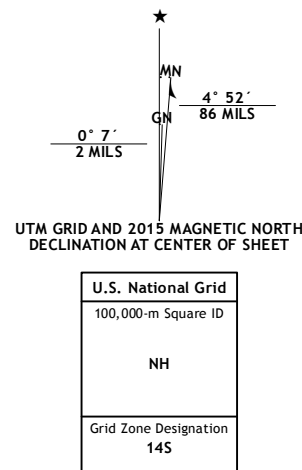 MN
4° 52´
86 MILS
GN
0° 7´
2 MILS
UTM GRID AND 2015 MAGNETIC NORTH
DECLINATION AT CENTER OF SHEET
U.S. National Grid
100,000-m Square ID
NH
Grid Zone Designation
14S